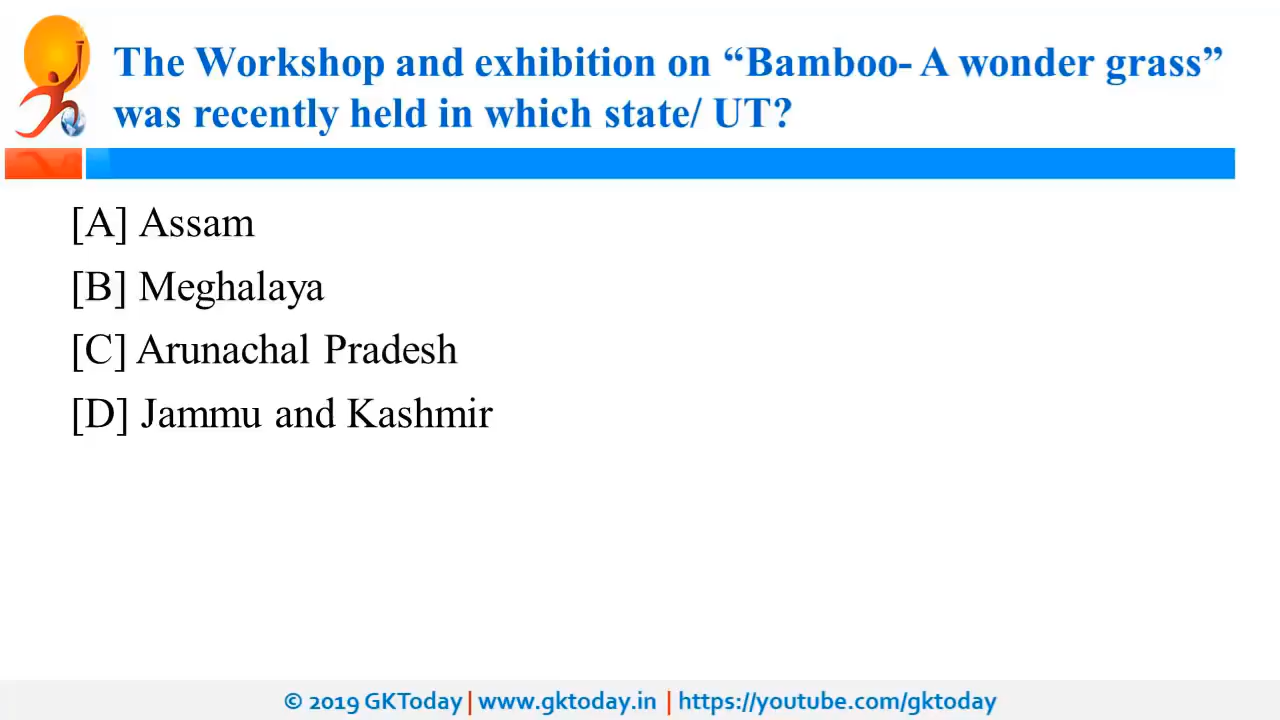 The Workshop and exhibition on “Bamboo- A wonder grass”
was recently held in which state/ UT?
[A] Assam
[B] Meghalaya
[C] Arunachal Pradesh
[D] Jammu and Kashmir
© 2019 GKToday | www.gktoday.in | https://youtube.com/gktoday